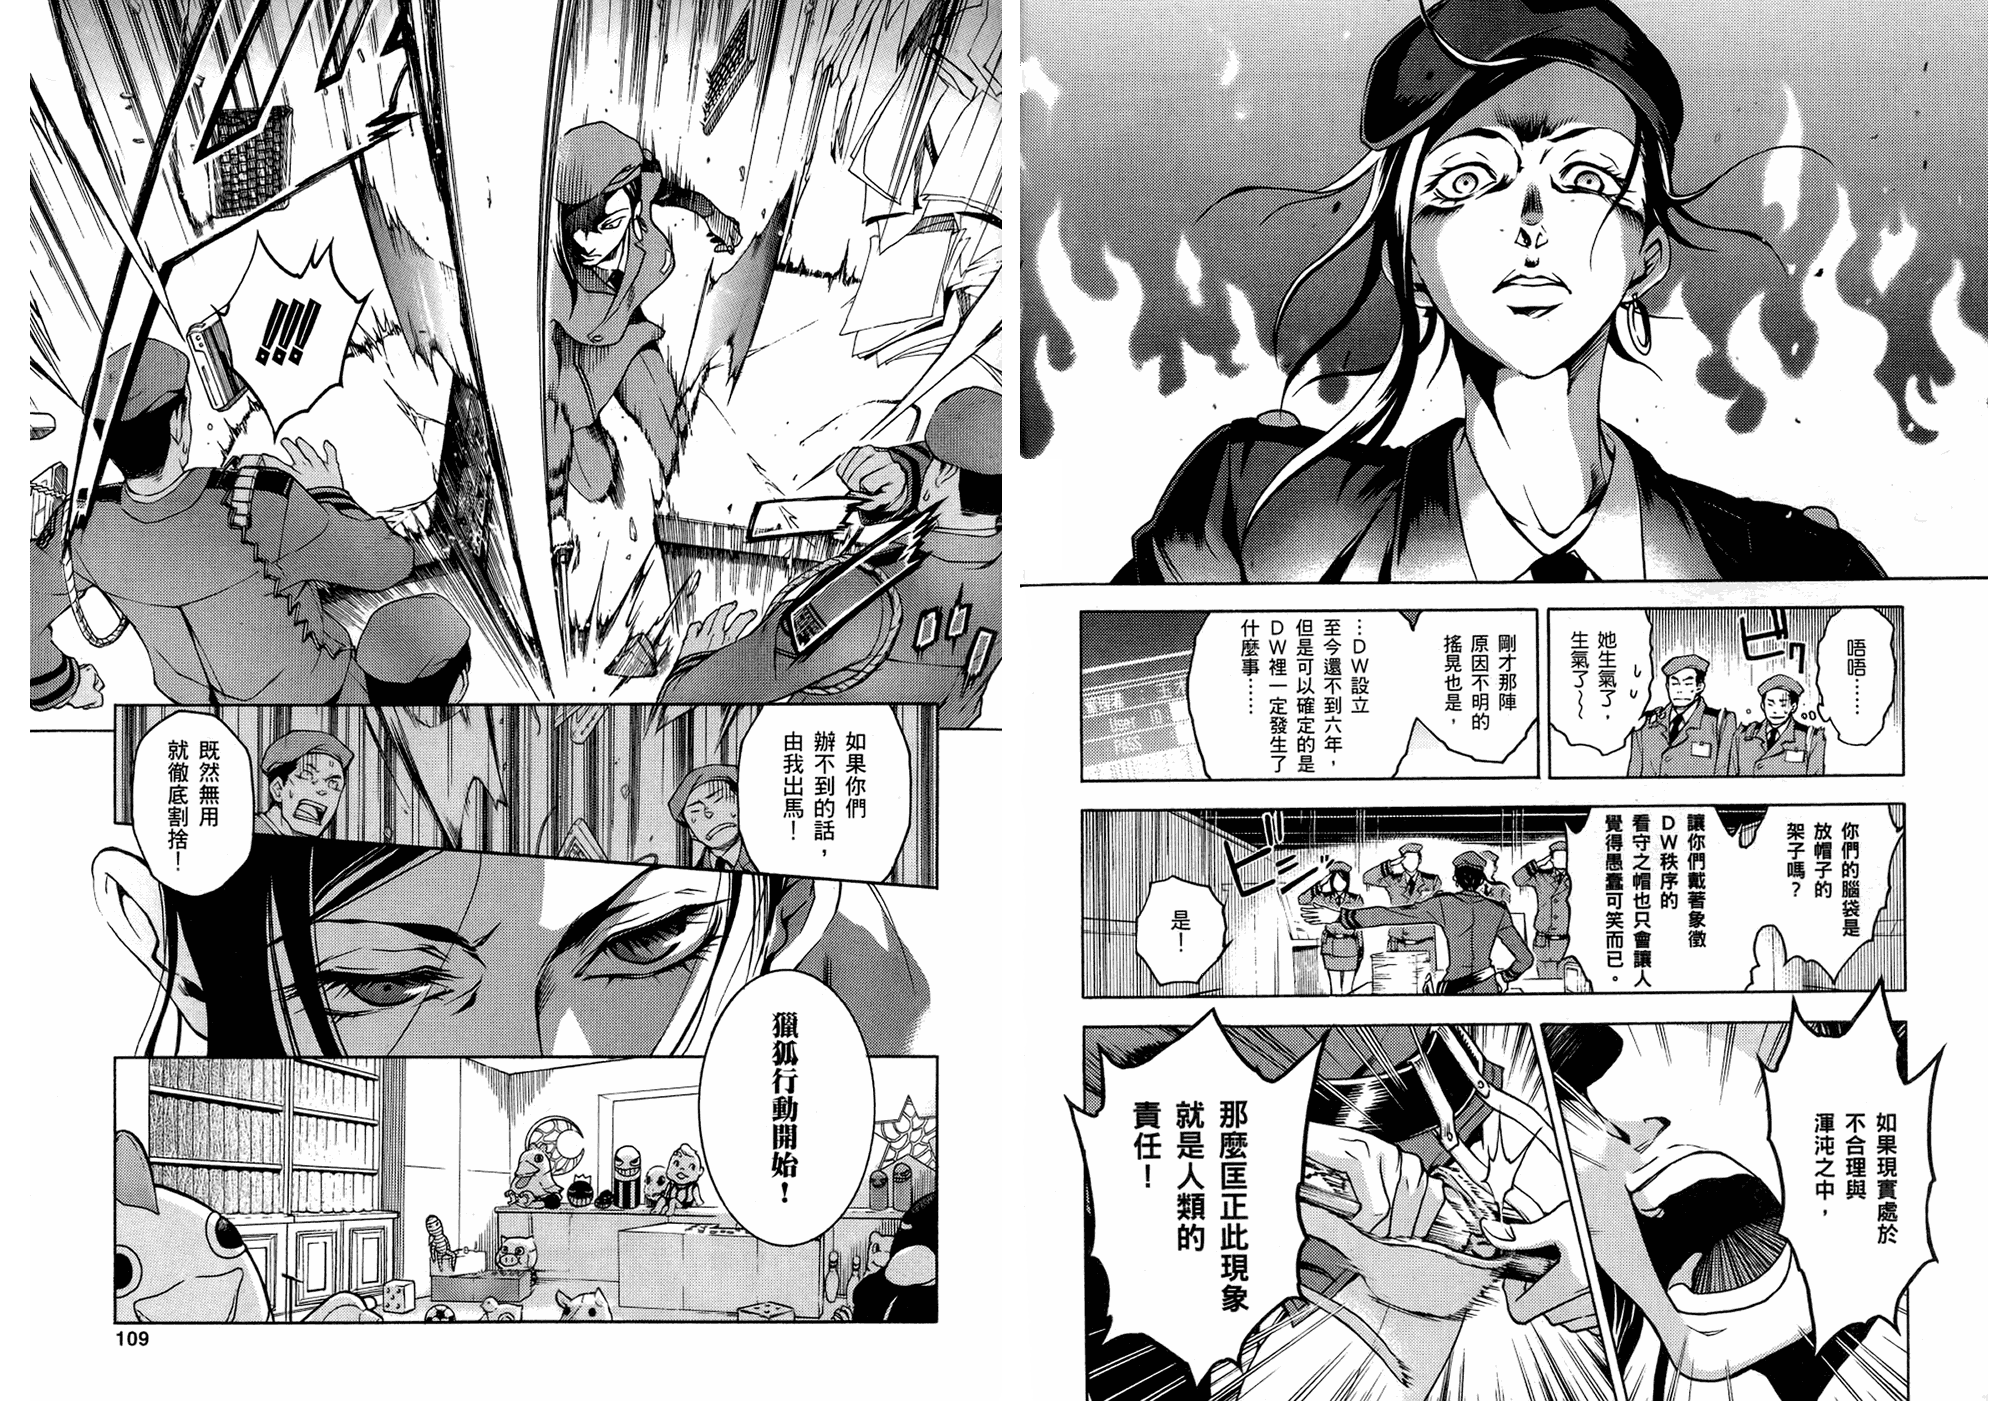 唔唔……
ビク
她生氣了，
生氣了～
剛才那陣
原因不明的
搖晃也是，
…ＤＷ設立
至今還不到六年，
但是可以確定的是
ＤＷ裡一定發生了
什麼事……
PASS
你們的腦袋是
放帽子的
架子嗎？
讓你們戴著象徵
ＤＷ秩序的
看守之帽也只會讓人
覺得愚蠢可笑而已。
ビシッ
是！
如果現實處於
不合理與
渾沌之中，
那麼匡正此現象
就是人類的
責任！
!!!!
如果你們
辦不到的話，
由我出馬！
既然無用
就徹底割捨！
獵狐行動開始！
109